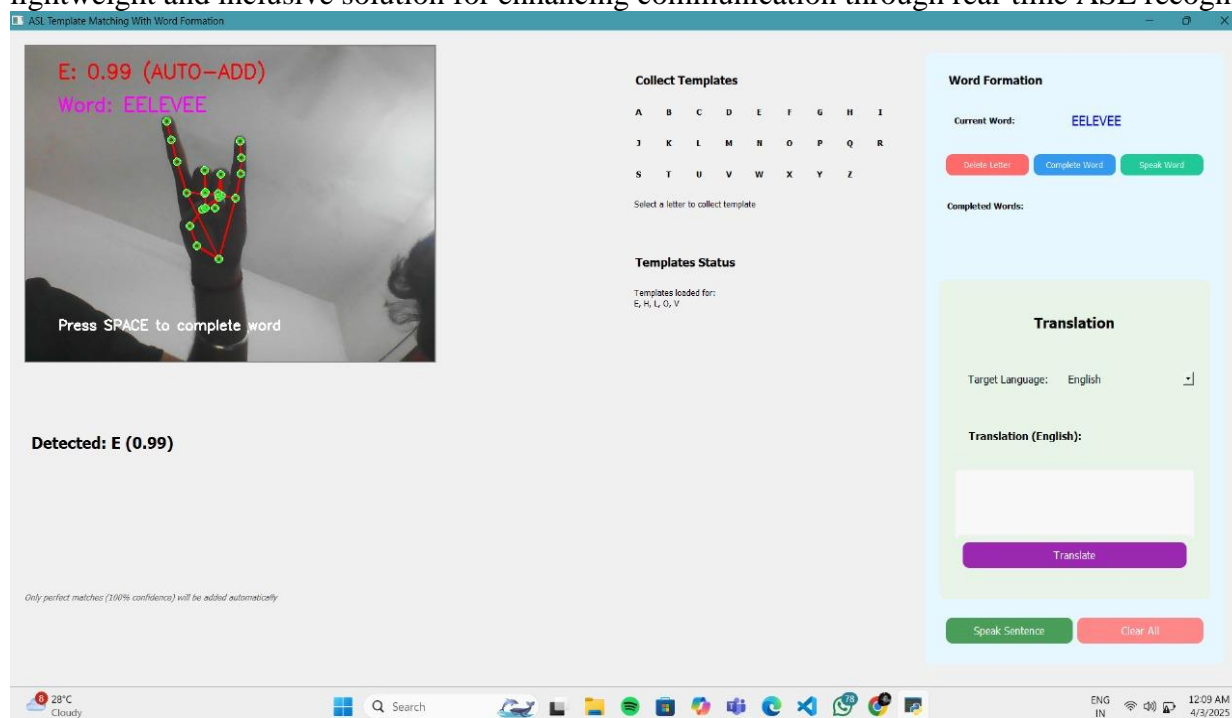 lightweight and inclusive solution for enhancing communication through real-time ASL recogn
ASL Template Matching With Word Formation
E: 0.99 (AUTO-ADD)
Word: EELEVEE
Press SPACE to complete word
Detected: E (0.99)
Only perfect matches (100% confidence) will be added automatically
Collect Templates
A B C D E F G H I
J K L M N O P Q R
S T U V W X Y Z
Select a letter to collect template
Templates Status
Templates loaded for:
E, H, L, O, V
Word Formation
Current Word: EELEVEE
Delete Letter Complete Word Speak Word
Completed Words:
Translation
Target Language: English
Translation (English):
Translate
Speak Sentence Clear All
8
28°C
Cloudy
Search
78
ENG
IN
12:09 AM
4/3/2025